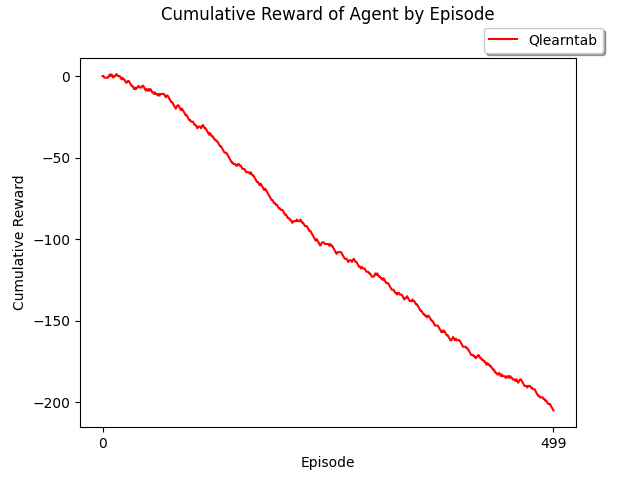 Cumulative Reward of Agent by Episode
Qlearntab
0
−50
−100
−150
−200
Cumulative Reward
0
499
Episode